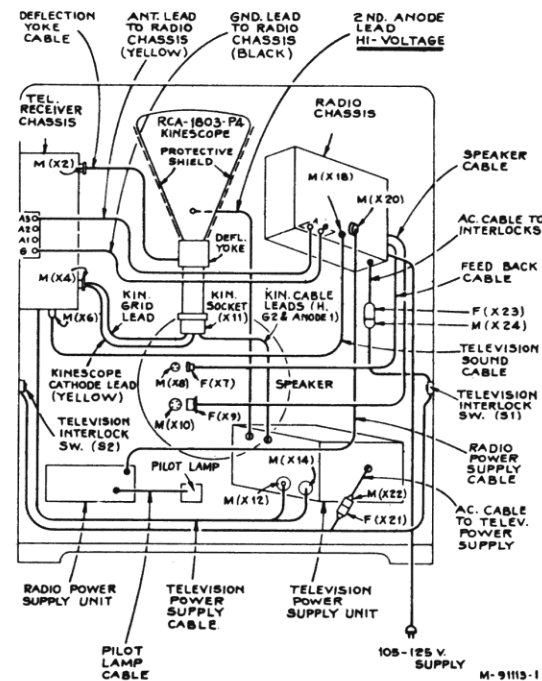 DEFLECTION
YOKE
CABLE
ANT. LEAD
TO RADIO
CHASSIS
(YELLOW)
GND. LEAD
TO RADIO
CHASSIS
(BLACK)
2 ND. ANODE
LEAD
HI-VOLTAGE
TEL.
RECEIVER
CHASSIS
RCA-1803-P4
KINESCOPE
PROTECTIVE
SHIELD
RADIO
CHASSIS
SPEAKER
CABLE
M(X2)
M(X18)
M(X20)
AC. CABLE TO
INTERLOCKS
A3
A2
A1
G
A
G
DEFL.
YOKE
FEED BACK
CABLE
M(X4)
M(X6)
KIN.
GRID
LEAD
KIN.
SOCKET
(X11)
KIN. CABLE
LEADS (H,
G2 & ANODE 1)
F(X23)
M(X24)
TELEVISION
SOUND
CABLE
KINESCOPE
CATHODE LEAD
(YELLOW)
M(X8)
F(X7)
SPEAKER
M(X10)
F(X9)
TELEVISION
INTERLOCK
SW. (S1)
TELEVISION
INTERLOCK
SW. (S2)
PILOT LAMP
M(X14)
M(X12)
RADIO
POWER
SUPPLY
CABLE
M(X22)
F(X21)
AC. CABLE
TO TELEV.
POWER
SUPPLY
RADIO POWER
SUPPLY UNIT
TELEVISION
POWER
SUPPLY
CABLE.
TELEVISION
POWER
SUPPLY UNIT
PILOT
LAMP
CABLE
105-125 V.
SUPPLY
M-91113-1